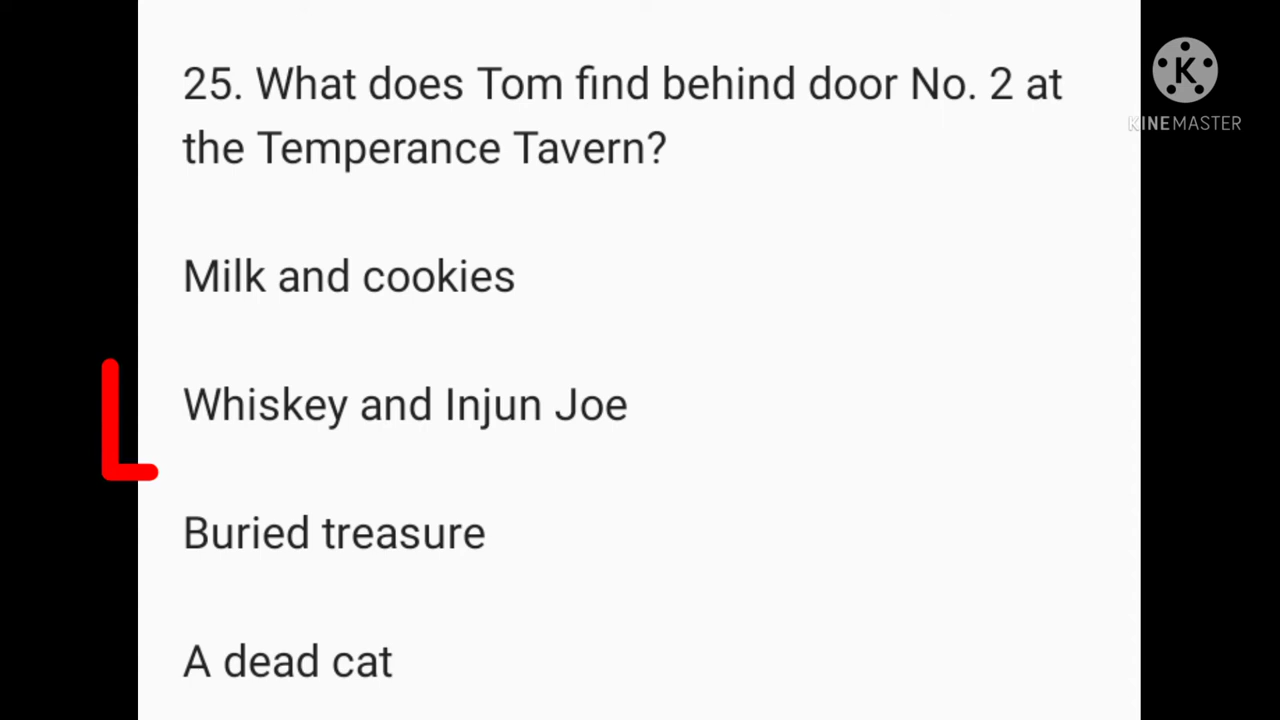 25. What does Tom find behind door No. 2 at
the Temperance Tavern?
K
KINEMASTER
Milk and cookies
Whiskey and Injun Joe
Buried treasure
A dead cat